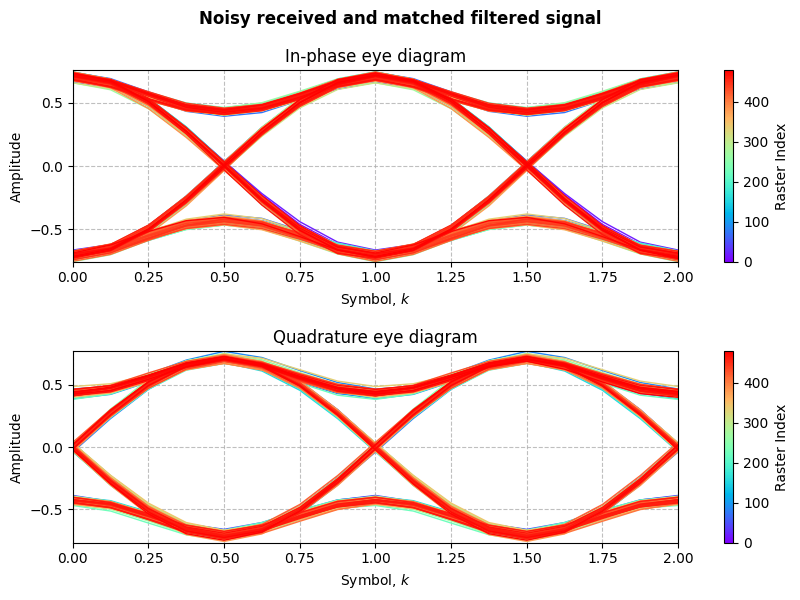 Noisy received and matched filtered signal
In-phase eye diagram
Amplitude
0.5
0.0
−0.5
0.00 0.25 0.50 0.75 1.00 1.25 1.50 1.75 2.00
Symbol, k
400
300
200
100
0
Raster Index
Quadrature eye diagram
Amplitude
0.5
0.0
−0.5
0.00 0.25 0.50 0.75 1.00 1.25 1.50 1.75 2.00
Symbol, k
400
300
200
100
0
Raster Index